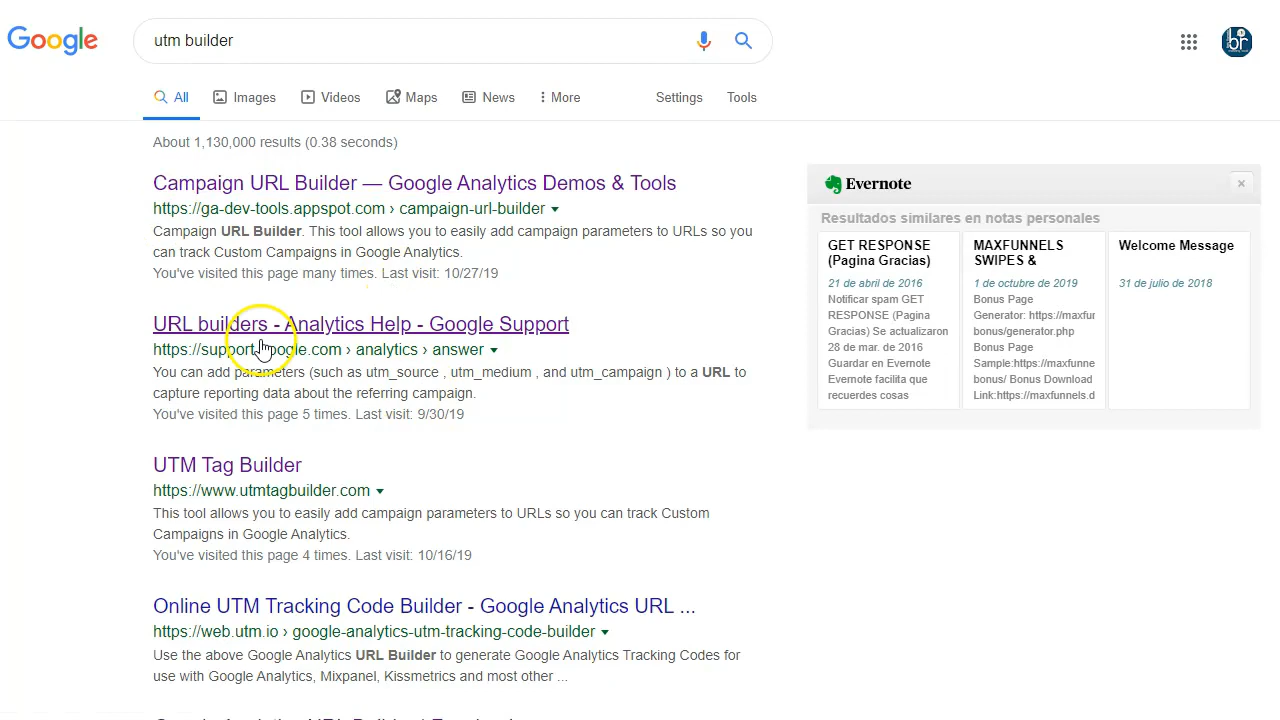 Google
utm builder
All Images Videos Maps News More Settings Tools
About 1,130,000 results (0.38 seconds)
Campaign URL Builder — Google Analytics Demos & Tools
https://ga-dev-tools.appspot.com › campaign-url-builder
Campaign URL Builder. This tool allows you to easily add campaign parameters to URLs so you
can track Custom Campaigns in Google Analytics.
You've visited this page many times. Last visit: 10/27/19
URL builders - Analytics Help - Google Support
https://support.google.com › analytics › answer
You can add parameters (such as utm_source , utm_medium , and utm_campaign ) to a URL to
capture reporting data about the referring campaign.
You've visited this page 5 times. Last visit: 9/30/19
UTM Tag Builder
https://www.utmtagbuilder.com
This tool allows you to easily add campaign parameters to URLs so you can track Custom
Campaigns in Google Analytics.
You've visited this page 4 times. Last visit: 10/16/19
Online UTM Tracking Code Builder - Google Analytics URL ...
https://web.utm.io › google-analytics-utm-tracking-code-builder
Use the above Google Analytics URL Builder to generate Google Analytics Tracking Codes for
use with Google Analytics, Mixpanel, Kissmetrics and most other ...
Evernote
Resultados similares en notas personales
GET RESPONSE
(Pagina Gracias)
21 de abril de 2016
Notificar spam GET
RESPONSE (Pagina
Gracias) Se actualizaron
28 de mar. de 2016
Guardar en Evernote
Evernote facilita que
recuerdes cosas
MAXFUNNELS
SWIPES &
1 de octubre de 2019
Bonus Page
Generator: https://maxfur
bonus/generator.php
Bonus Page
Sample:https://maxfunne
bonus/ Bonus Download
Link:https://maxfunnels.d
Welcome Message
31 de julio de 2018